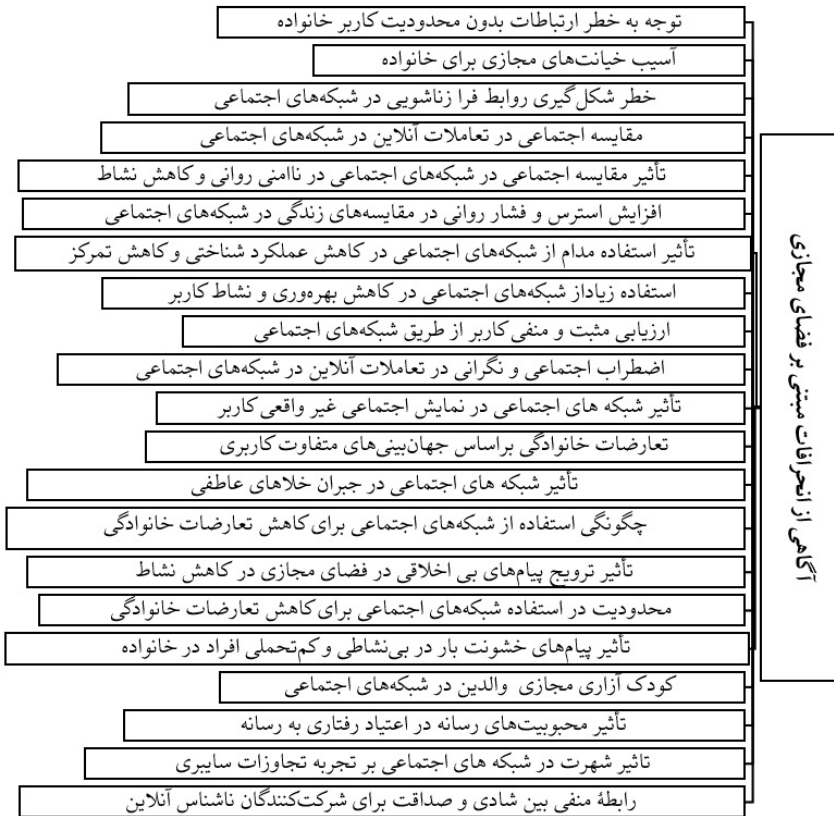 توجه به خطر ارتباطات بدون محدودیت کاربر خانواده
آسیب خیانت‌های مجازی برای خانواده
خطر شکل‌گیری روابط فرا زناشویی در شبکه‌های اجتماعی
مقایسه اجتماعی در تعاملات آنلاین در شبکه‌های اجتماعی
تأثیر مقایسه اجتماعی در شبکه‌های اجتماعی در ناامنی روانی و کاهش نشاط
افزایش استرس و فشار روانی در مقایسه‌های زندگی در شبکه‌های اجتماعی
تأثیر استفاده مدام از شبکه‌های اجتماعی در کاهش عملکرد شناختی و کاهش تمرکز
استفاده زیاداز شبکه‌های اجتماعی در کاهش بهره‌وری و نشاط کاربر
ارزیابی مثبت و منفی کاربر از طریق شبکه‌های اجتماعی
اضطراب اجتماعی و نگرانی در تعاملات آنلاین در شبکه‌های اجتماعی
تأثیر شبکه های اجتماعی در نمایش اجتماعی غیر واقعی کاربر
تعارضات خانوادگی براساس جهان‌بینی‌های متفاوت کاربری
تأثیر شبکه های اجتماعی در جبران خلاهای عاطفی
چگونگی استفاده از شبکه‌های اجتماعی برای کاهش تعارضات خانوادگی
تأثیر ترویج پیام‌های بی اخلاقی در فضای مجازی در کاهش نشاط
محدودیت در استفاده شبکه‌های اجتماعی برای کاهش تعارضات خانوادگی
تأثیر پیام‌های خشونت بار در بی‌نشاطی و کم‌تحملی افراد در خانواده
کودک آزاری مجازی والدین در شبکه‌های اجتماعی
تأثیر محبوبیت‌های رسانه در اعتیاد رفتاری به رسانه
تاثیر شهرت در شبکه های اجتماعی بر تجربه تجاوزات سایبری
رابطهٔ منفی بین شادی و صداقت برای شرکت‌کنندگان ناشناس آنلاین
آگاهی از انحرافات مبتنی بر فضای مجازی